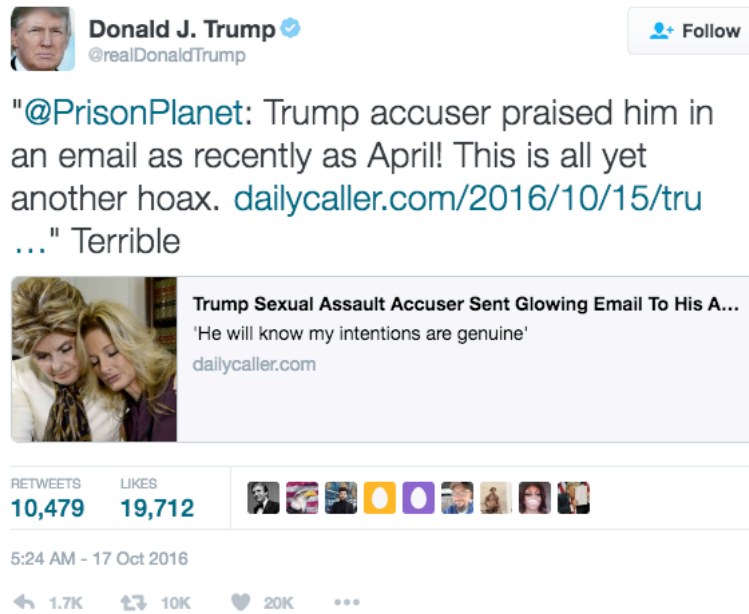 Donald J. Trump
@realDonaldTrump
Follow
"@PrisonPlanet: Trump accuser praised him in
an email as recently as April! This is all yet
another hoax. dailycaller.com/2016/10/15/tru
…" Terrible
Trump Sexual Assault Accuser Sent Glowing Email To His A...
'He will know my intentions are genuine'
dailycaller.com
RETWEETS LIKES
10,479 19,712
5:24 AM - 17 Oct 2016
1.7K 10K 20K